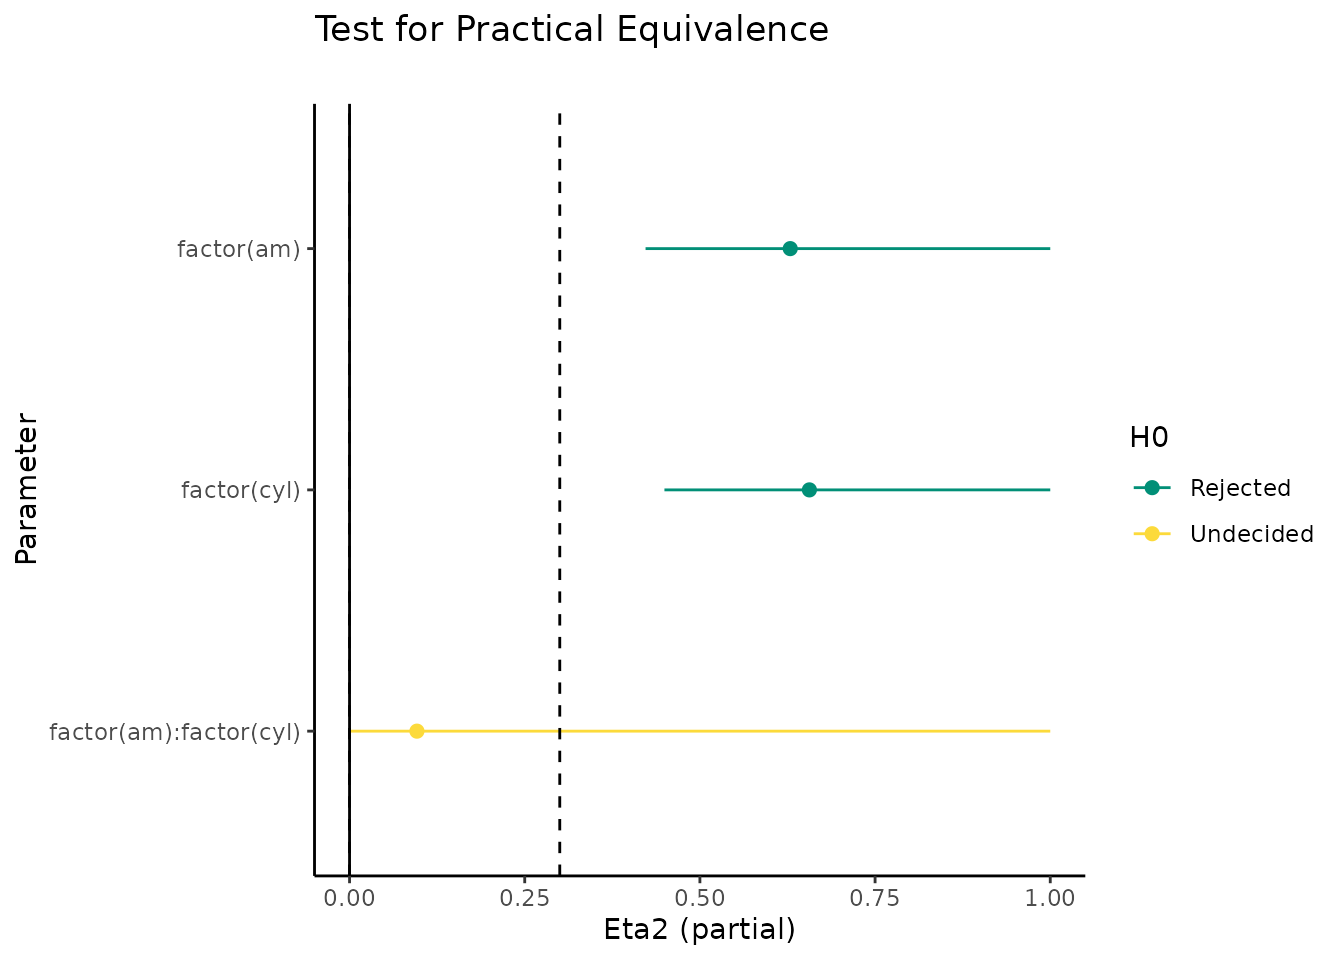 Test for Practical Equivalence
Parameter
factor(am)
factor(cyl)
factor(am):factor(cyl)
0.00 0.25 0.50 0.75 1.00
Eta2 (partial)
H0
Rejected
Undecided